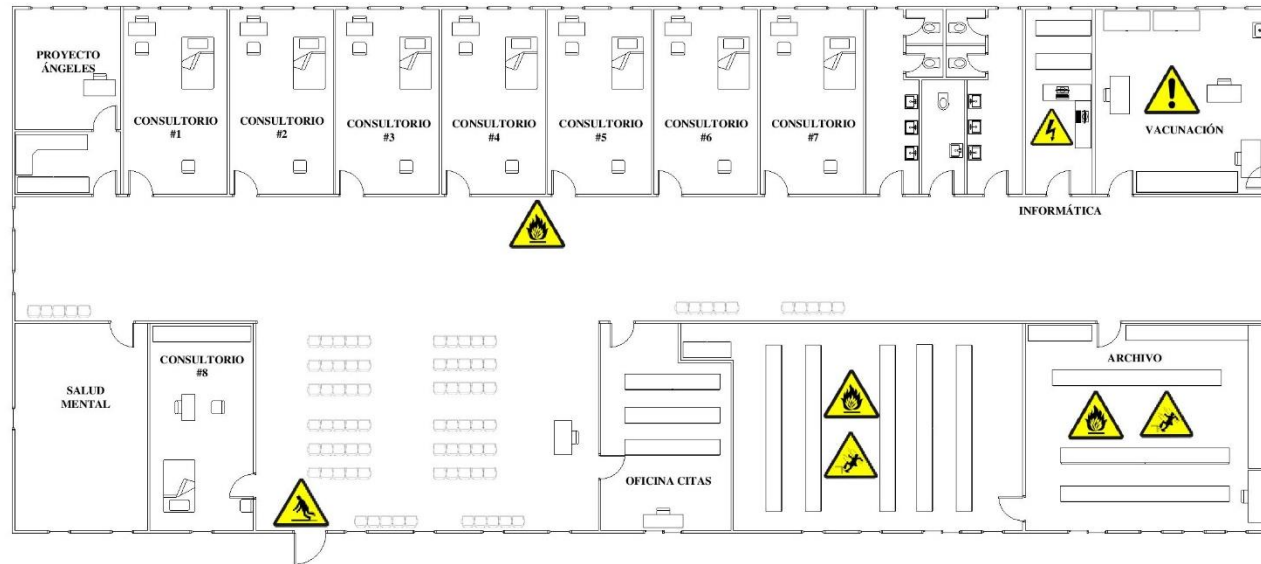 PROYECTO
ÁNGELES
CONSULTORIO
#1
CONSULTORIO
#2
CONSULTORIO
#3
CONSULTORIO
#4
CONSULTORIO
#5
CONSULTORIO
#6
CONSULTORIO
#7
VACUNACIÓN
INFORMÁTICA
SALUD
MENTAL
CONSULTORIO
#8
OFICINA CITAS
ARCHIVO